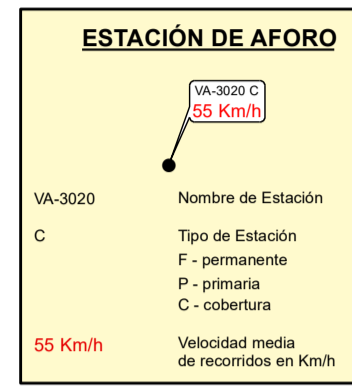 ESTACIÓN DE AFORO
VA-3020 C
55 Km/h
VA-3020 Nombre de Estación
C Tipo de Estación
F - permanente
P - primaria
C - cobertura
55 Km/h Velocidad media
de recorridos en Km/h